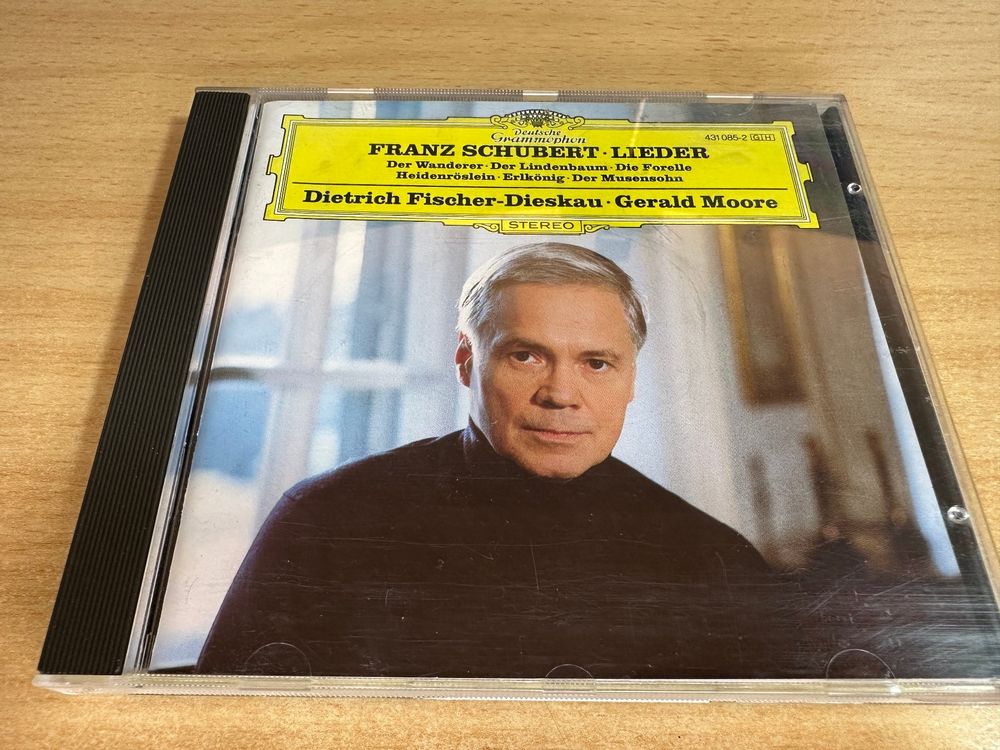 Deutsche
Grammophon
431 085-2 GH
FRANZ SCHUBERT · LIEDER
Der Wanderer · Der Lindenbaum · Die Forelle
Heidenröslein · Erlkönig · Der Musensohn
Dietrich Fischer-Dieskau · Gerald Moore
STEREO